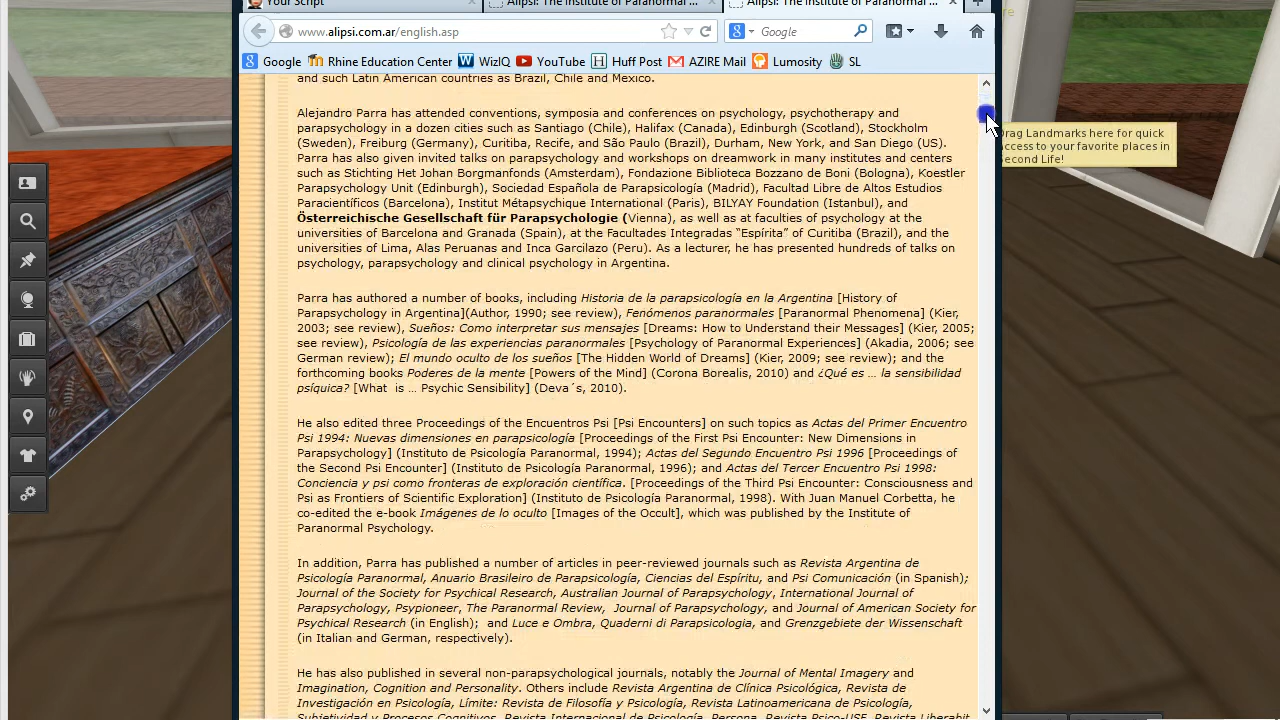 Your Script
Alipsi: The Institute of Paranormal ...
Alipsi: The Institute of Paranormal ...
www.alipsi.com.ar/english.asp
Google
Google
Rhine Education Center
WizIQ
YouTube
Huff Post
AZIRE Mail
Lumosity
SL
and such Latin American countries as Brazil, Chile and Mexico.
Alejandro Parra has attended conventions, symposia and conferences on psychology, psychotherapy and
parapsychology in a dozen cities such as Santiago (Chile), Halifax (Canada), Edinburgh (Scotland), Stockholm
(Sweden), Freiburg (Germany), Curitiba, Recife, and São Paulo (Brazil), Durham, New York, and San Diego (US).
Parra has also given invited talks on parapsychology and workshops on teamwork in many institutes and centers
such as Stichting Het Johan Borgmanfonds (Amsterdam), Fondazione Biblioteca Bozzano de Boni (Bologna), Koestler
Parapsychology Unit (Edinburgh), Sociedad Española de Parapsicología (Madrid), Facultad Libre de Altos Estudios
Paracientíficos (Barcelona), Institut Métapsychique International (Paris), BILYAY Foundation (Istanbul), and
Österreichische Gesellschaft für Parapsychologie (Vienna), as well as at faculties of psychology at the
universities of Barcelona and Granada (Spain), at the Facultades Integradas “Espírita” of Curitiba (Brazil), and the
universities of Lima, Alas Peruanas and Inca Garcilazo (Peru). As a lecturer, he has presented hundreds of talks on
psychology, parapsychology and clinical psychology in Argentina.
Parra has authored a number of books, including Historia de la parapsicología en la Argentina [History of
Parapsychology in Argentina](Author, 1990; see review), Fenómenos paranormales [Paranormal Phenomena] (Kier,
2003; see review), Sueños: Como interpretar sus mensajes [Dreams: How to Understand their Messages] (Kier, 2005;
see review), Psicología de las experiencias paranormales [Psychology of Paranormal Experiences] (Akadia, 2006; see
German review); El mundo oculto de los sueños [The Hidden World of Dreams] (Kier, 2009; see review); and the
forthcoming books Poderes de la mente [Powers of the Mind] (Corona Borealis, 2010) and ¿Qué es ... la sensibilidad
psíquica? [What is ... Psychic Sensibility] (Deva´s, 2010).
He also edited three Proceedings of the Encuentros Psi [Psi Encounters] on such topics as Actas del Primer Encuentro
Psi 1994: Nuevas dimensiones en parapsicología [Proceedings of the First Psi Encounter: New Dimensions in
Parapsychology] (Instituto de Psicología Paranormal, 1994); Actas del Segundo Encuentro Psi 1996 [Proceedings of
the Second Psi Encounter] (Instituto de Psicología Paranormal, 1996); and Actas del Tercer Encuentro Psi 1998:
Conciencia y psi como fronteras de exploración científica. [Proceedings of the Third Psi Encounter: Consciousness and
Psi as Frontiers of Scientific Exploration] (Instituto de Psicología Paranormal, 1998). With Juan Manuel Corbetta, he
co-edited the e-book Imágenes de lo oculto [Images of the Occult], which was published by the Institute of
Paranormal Psychology.
In addition, Parra has published a number of articles in peer-reviewed journals such as Revista Argentina de
Psicología Paranormal, Anuario Brasileiro de Parapsicología, Ciencias del Espíritu, and Psi Comunicación (in Spanish);
Journal of the Society for Psychical Research, Australian Journal of Parapsychology, International Journal of
Parapsychology, Psypioneer, The Paranormal Review, Journal of Parapsychology, and Journal of American Society for
Psychical Research (in English); and Luce e Ombra, Quaderni di Parapsicologia, and Grenzgebiete der Wissenschaft
(in Italian and German, respectively).
He has also published in several non-parapsychological journals, notably the Journal of Mental Imagery and
Imagination, Cognition and Personality. Others include Revista Argentina de Clínica Psicológica, Revista de
Investigación en Psicología, Límite: Revista de Filosofía y Psicología, Revista Latinoamericana de Psicología,
Subjetividad y Procesos Cognitivos, Revista Internacional de Psicología, Persona, Revista Psico-USF, Revista Liberabit,
Drag Landmarks here for quick
access to your favorite places in
Second Life!